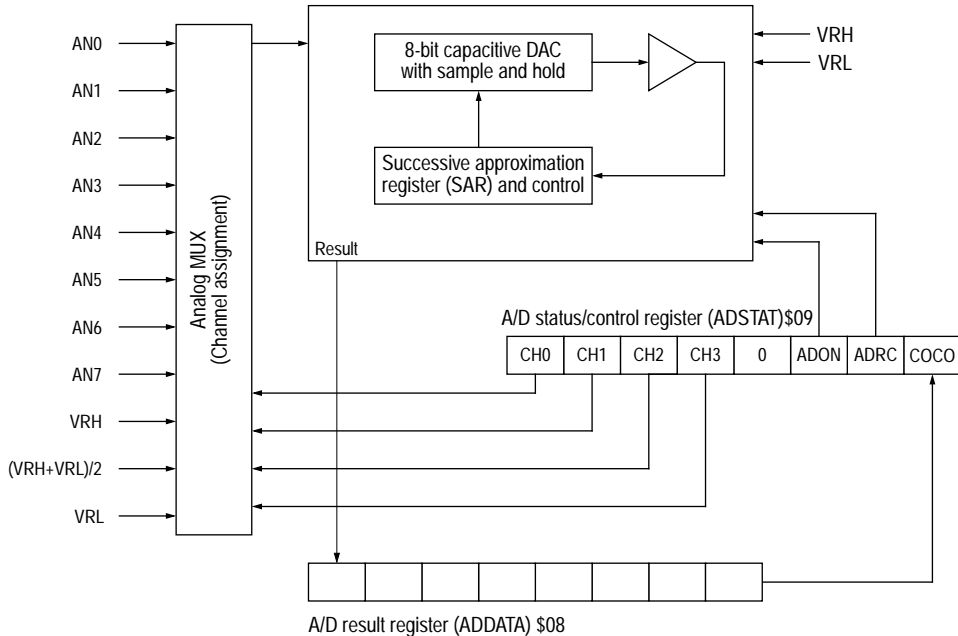 AN0
AN1
AN2
AN3
AN4
AN5
AN6
AN7
VRH
(VRH+VRL)/2
VRL
Analog MUX
(Channel assignment)
8-bit capacitive DAC
with sample and hold
Successive approximation
register (SAR) and control
Result
VRH
VRL
A/D status/control register (ADSTAT)$09
CH0 CH1 CH2 CH3 0 ADON ADRC COCO
A/D result register (ADDATA) $08